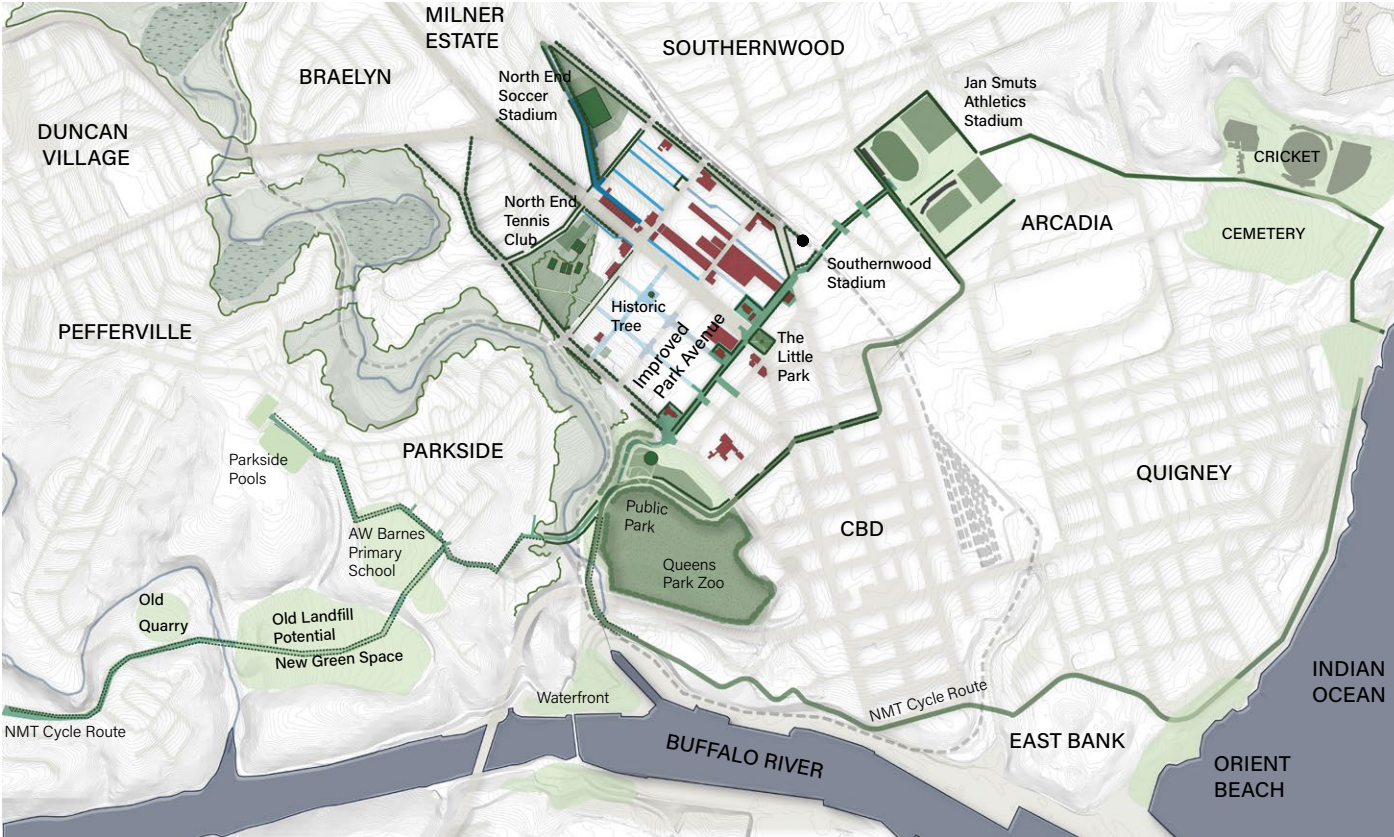 MILNER
ESTATE
SOUTHERNWOOD
BRAELYN
North End
Soccer
Stadium
Jan Smuts
Athletics
Stadium
DUNCAN
VILLAGE
CRICKET
North End
Tennis
Club
ARCADIA
CEMETERY
Southernwood
Stadium
Historic
Tree
PEFFERVILLE
Improved
Park Avenue
The
Little
Park
PARKSIDE
Parkside
Pools
QUIGNEY
Public
Park
CBD
AW Barnes
Primary
School
Queens
Park Zoo
Old
Quarry
Old Landfill
Potential
New Green Space
INDIAN
OCEAN
Waterfront
NMT Cycle Route
NMT Cycle Route
EAST BANK
BUFFALO RIVER
ORIENT
BEACH